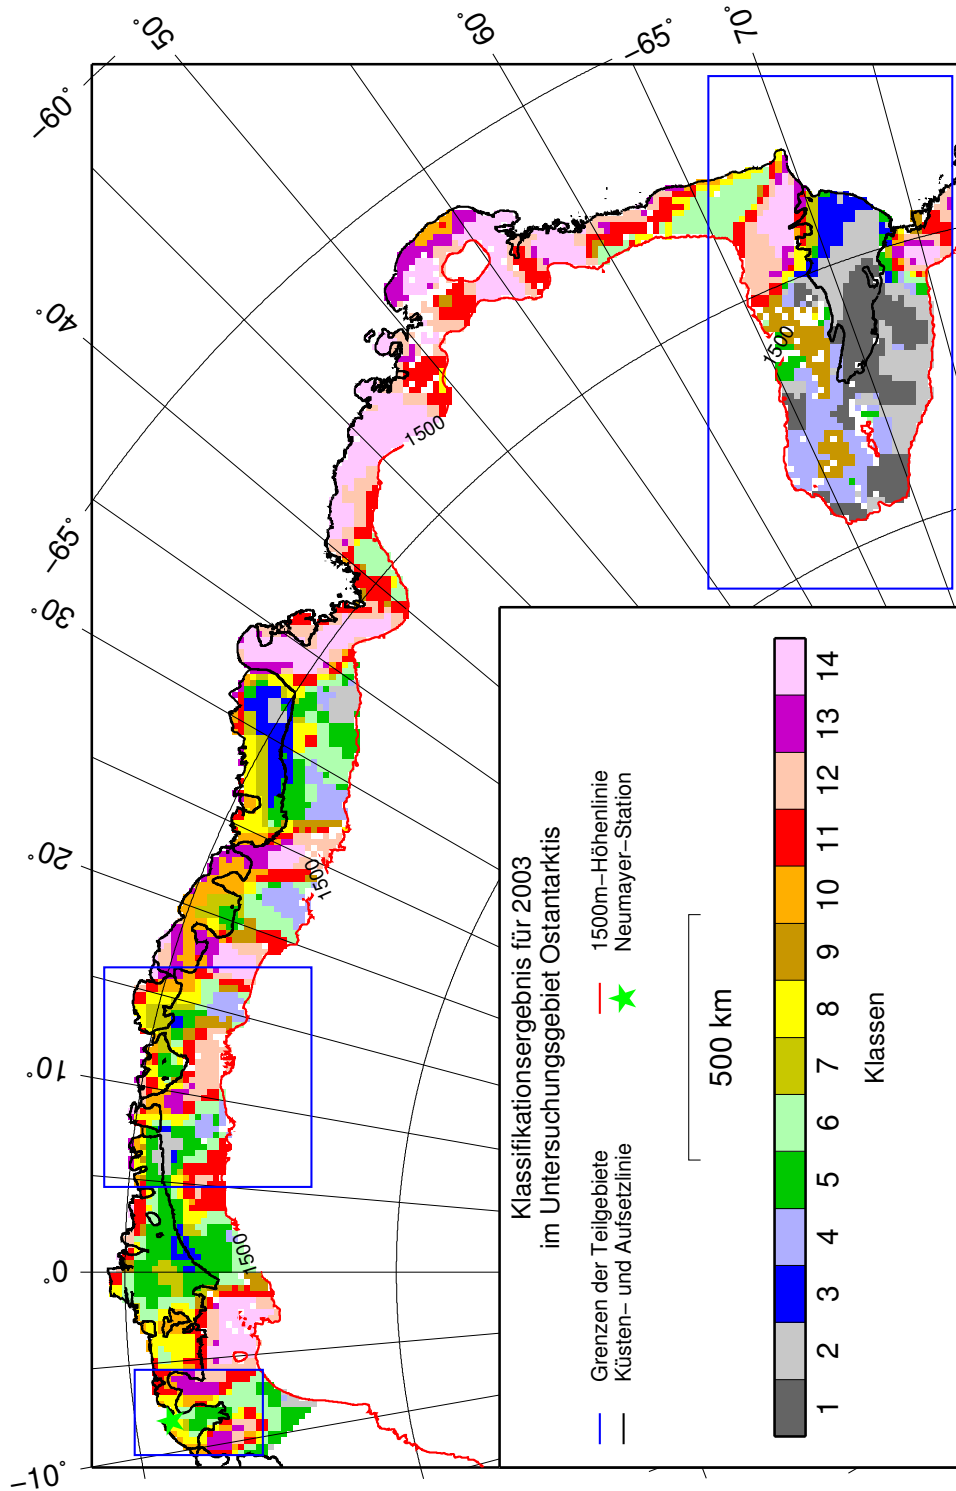 −10˚
0˚
10˚
20˚
30˚
−65˚
40˚
−60˚
50˚
60˚
−65˚
70˚
1500
1500
1500
1500
Klassifikationsergebnis für 2003
im Untersuchungsgebiet Ostantarktis
Grenzen der Teilgebiete
Küsten− und Aufsetzlinie
1500m−Höhenlinie
Neumayer−Station
500 km
1 2 3 4 5 6 7 8 9 10 11 12 13 14
Klassen